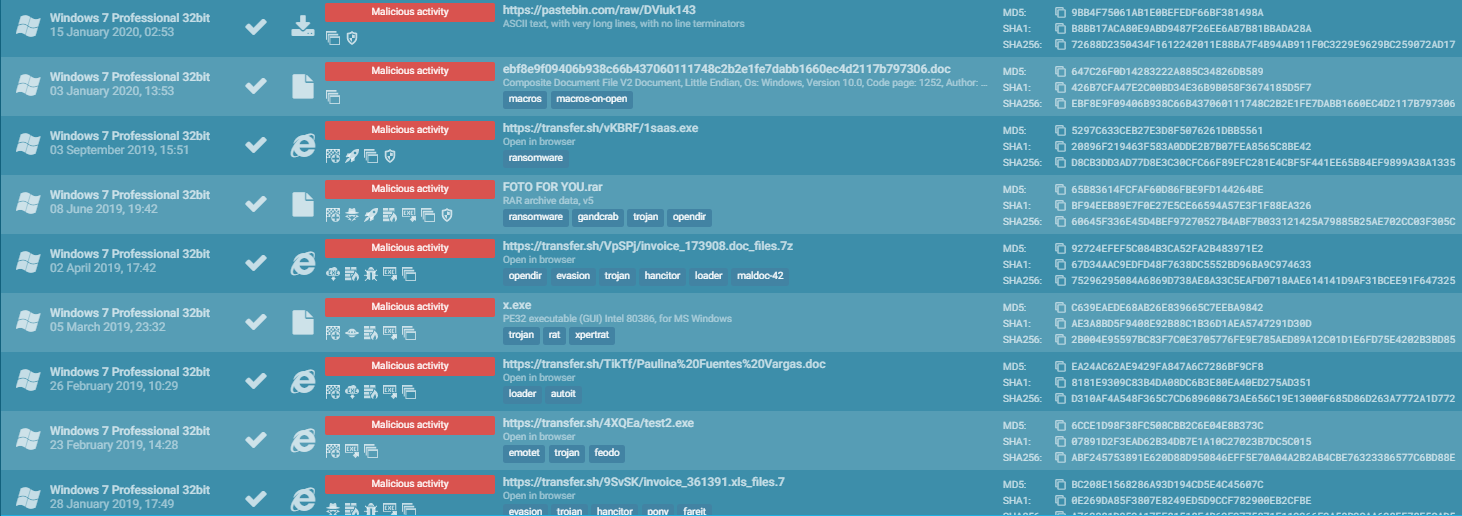 Windows 7 Professional 32bit
15 January 2020, 02:53
Malicious activity
https://pastebin.com/raw/DViuk143
ASCII text, with very long lines, with no line terminators
MD5: 9BB4F75061AB1E0BEFEDF66BF381498A
SHA1: B8BB17ACA80E9ABD9487F26EE6AB7B81BBADA28A
SHA256: 72688D2350434F1612242011E88BA7F4B94AB911F0C3229E9629BC259072AD17
Windows 7 Professional 32bit
03 January 2020, 13:53
Malicious activity
ebf8e9f09406b938c66b437060111748c2b2e1fe7dabb1660ec4d2117b797306.doc
Composite Document File V2 Document, Little Endian, Os: Windows, Version 10.0, Code page: 1252, Author: ...
macros macros-on-open
MD5: 647C26F0D14283222A885C34826DB589
SHA1: 426B7CFA47E2C00BD34E36B9B058F3674185D5F7
SHA256: EBF8E9F09406B938C66B437060111748C2B2E1FE7DABB1660EC4D2117B797306
Windows 7 Professional 32bit
03 September 2019, 15:51
Malicious activity
https://transfer.sh/vKBRF/1saas.exe
Open in browser
ransomware
MD5: 5297C633CEB27E3D8F5076261DBB5561
SHA1: 20896F219463F583A0DDE2B7B07FEA8565C8BE42
SHA256: D8CB3DD3AD77D8E3C30CFC66F89EFC281E4CBF5F441EE65B84EF9899A38A1335
Windows 7 Professional 32bit
08 June 2019, 19:42
Malicious activity
FOTO FOR YOU.rar
RAR archive data, v5
ransomware gandcrab trojan opendir
MD5: 65B83614FCFAF60D86FBE9FD144264BE
SHA1: BF94EEB89E7F0E27E5CE66594A57E3F1F88EA326
SHA256: 60645F336E45D4BEF97270527B4ABF7B033121425A79885B25AE702CC03F305C
Windows 7 Professional 32bit
02 April 2019, 17:42
Malicious activity
https://transfer.sh/VpSPj/invoice_173908.doc_files.7z
Open in browser
opendir evasion trojan hancitor loader maldoc-42
MD5: 92724EFEF5C084B3CA52FA2B483971E2
SHA1: 67D34AAC9EDFD48F7638DC5552BD96BA9C974633
SHA256: 75296295084A6869D738AE8A33C5EAFD0718AAE614141D9AF31BCEE91F647325
Windows 7 Professional 32bit
05 March 2019, 23:32
Malicious activity
x.exe
PE32 executable (GUI) Intel 80386, for MS Windows
trojan rat xpertrat
MD5: C639EAEDE68AB26E839665C7EEBA9842
SHA1: AE3A8BD5F9408E92B88C1B36D1AEA5747291D30D
SHA256: 2B004E95597BC83F7C0E3705776FE9E785AED89A12C01D1E6FD75E4202B3BD85
Windows 7 Professional 32bit
26 February 2019, 10:29
Malicious activity
https://transfer.sh/TikTf/Paulina%20Fuentes%20Vargas.doc
Open in browser
loader autoit
MD5: EA24AC62AE9429FA847A6C7286BF9CF8
SHA1: 8181E9309C83B4DA08DC6B3E80EA40ED275AD351
SHA256: D310AF4A548F365C7CD689608673AE656C19E13000F685D86D263A7772A1D772
Windows 7 Professional 32bit
23 February 2019, 14:28
Malicious activity
https://transfer.sh/4XQEa/test2.exe
Open in browser
emotet trojan feodo
MD5: 6CCE1D98F38FC508CBB2C6E04E8B373C
SHA1: 07891D2F3EAD62B34DB7E1A10C27023B7DC5C015
SHA256: ABF245753891E620D88D950846EFF5E70A04A2B2AB4CBE76323386577C6BD88E
Windows 7 Professional 32bit
28 January 2019, 17:49
Malicious activity
https://transfer.sh/9SvSK/invoice_361391.xls_files.7
Open in browser
evasion trojan hancitor pony fareit
MD5: BC208E1568286A93D194CD5E4C45607C
SHA1: 0E269DA85F3807E8249ED5D9CCF782900EB2CFBE